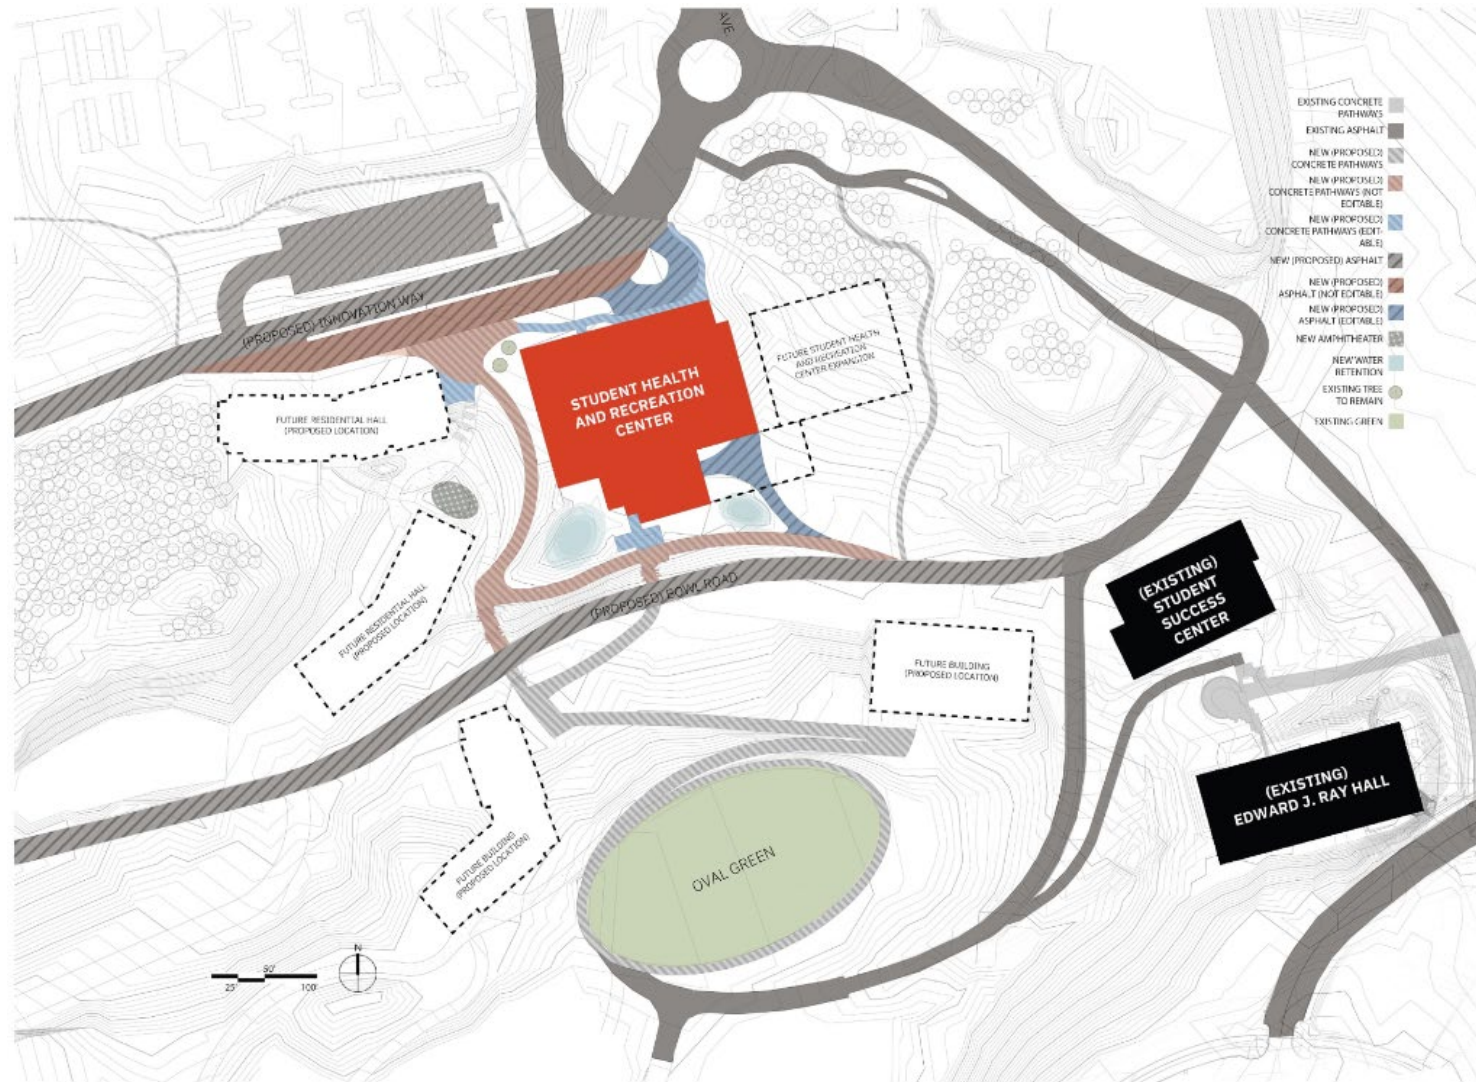 AVE
EXISTING CONCRETE
PATHWAYS
EXISTING ASPHALT
NEW (PROPOSED)
CONCRETE PATHWAYS
NEW (PROPOSED)
CONCRETE PATHWAYS (NOT
EDITABLE)
NEW (PROPOSED)
CONCRETE PATHWAYS (EDIT-
ABLE)
NEW (PROPOSED) ASPHALT
NEW (PROPOSED)
ASPHALT (NOT EDITABLE)
NEW (PROPOSED)
ASPHALT (EDITABLE)
NEW AMPHITHEATER
NEW WATER
RETENTION
EXISTING TREE
TO REMAIN
EXISTING GREEN
(PROPOSED) INNOVATION WAY
FUTURE STUDENT HEALTH
AND RECREATION
CENTER EXPANSION
STUDENT HEALTH
AND RECREATION
CENTER
FUTURE RESIDENTIAL HALL
(PROPOSED LOCATION)
FUTURE RESIDENTIAL HALL
(PROPOSED LOCATION)
(PROPOSED) BOWL ROAD
(EXISTING)
STUDENT
SUCCESS
CENTER
FUTURE BUILDING
(PROPOSED LOCATION)
(EXISTING)
EDWARD J. RAY HALL
FUTURE BUILDING
(PROPOSED LOCATION)
OVAL GREEN
N
50'
25'
100'